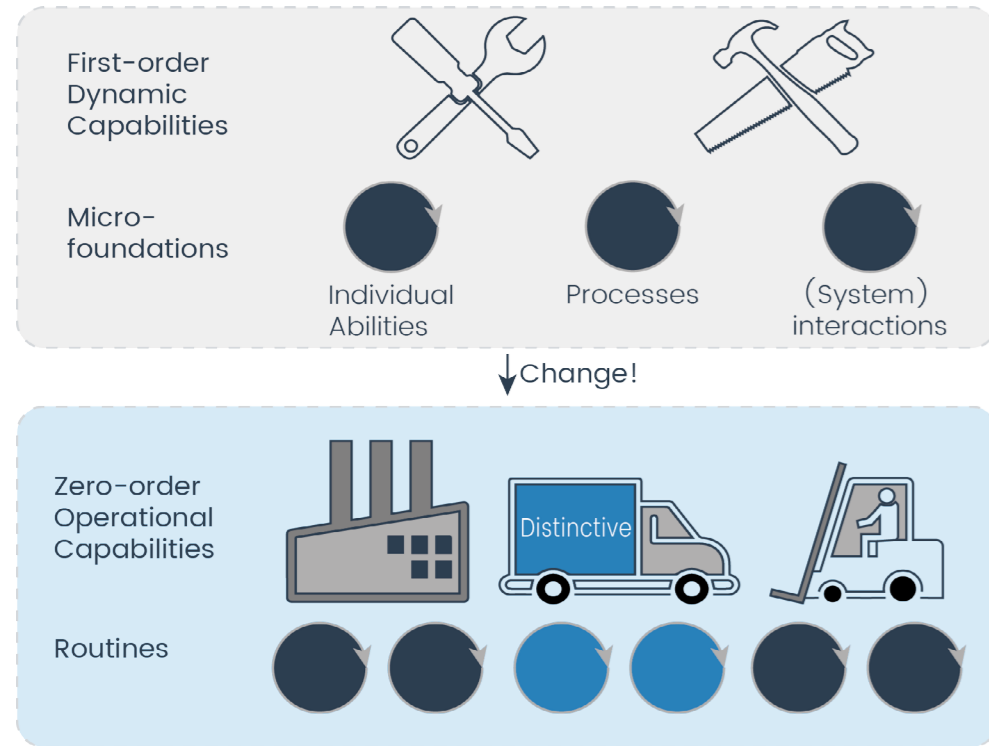 First-order
Dynamic
Capabilities
Micro-
foundations
Individual
Abilities
Processes
(System)
interactions
Change!
Zero-order
Operational
Capabilities
Distinctive
Routines